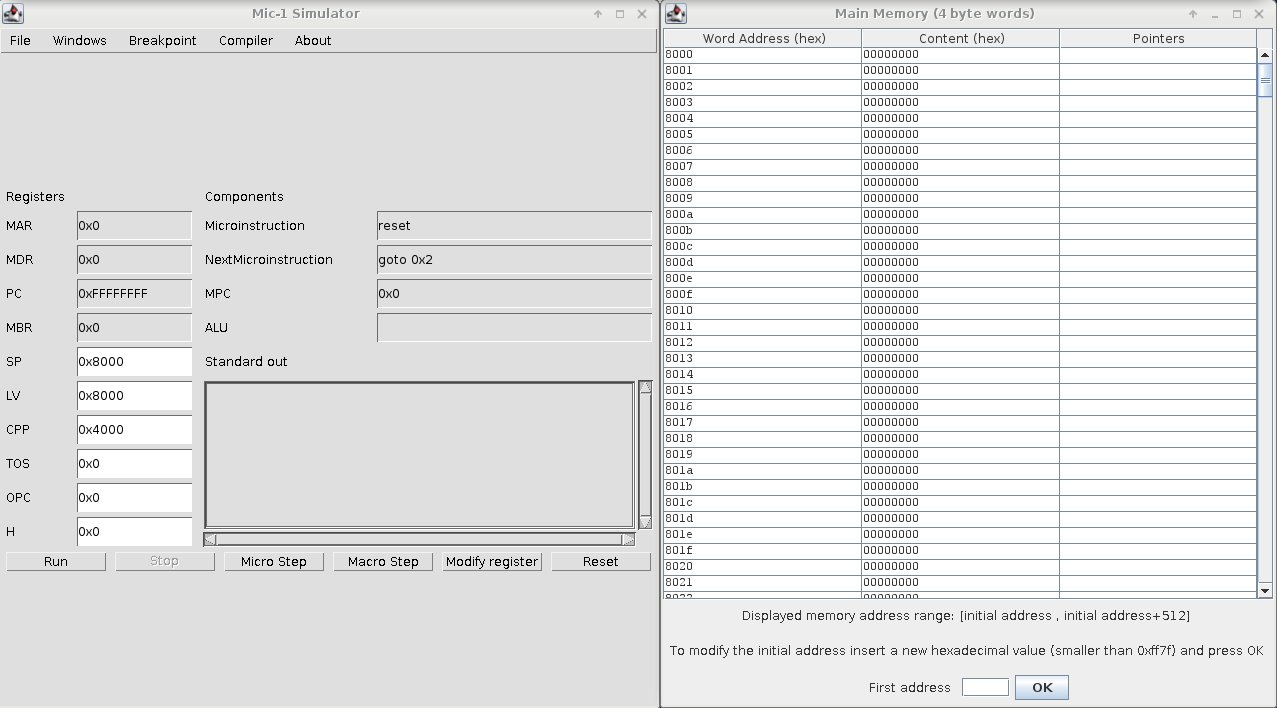 Mic-1 Simulator
File Windows Breakpoint Compiler About
Registers Components
MAR 0x0 Microinstruction reset
MDR 0x0 NextMicroinstruction goto 0x2
PC 0xFFFFFFFF MPC 0x0
MBR 0x0 ALU
SP 0x8000 Standard out
LV 0x8000
CPP 0x4000
TOS 0x0
OPC 0x0
H 0x0
Run Stop Micro Step Macro Step Modify register Reset
Main Memory (4 byte words)
Word Address (hex) Content (hex) Pointers
8000 00000000
8001 00000000
8002 00000000
8003 00000000
8004 00000000
8005 00000000
8006 00000000
8007 00000000
8008 00000000
8009 00000000
800a 00000000
800b 00000000
800c 00000000
800d 00000000
800e 00000000
800f 00000000
8010 00000000
8011 00000000
8012 00000000
8013 00000000
8014 00000000
8015 00000000
8016 00000000
8017 00000000
8018 00000000
8019 00000000
801a 00000000
801b 00000000
801c 00000000
801d 00000000
801e 00000000
801f 00000000
8020 00000000
8021 00000000
Displayed memory address range: [initial address , initial address+512]
To modify the initial address insert a new hexadecimal value (smaller than 0xff7f) and press OK
First address OK